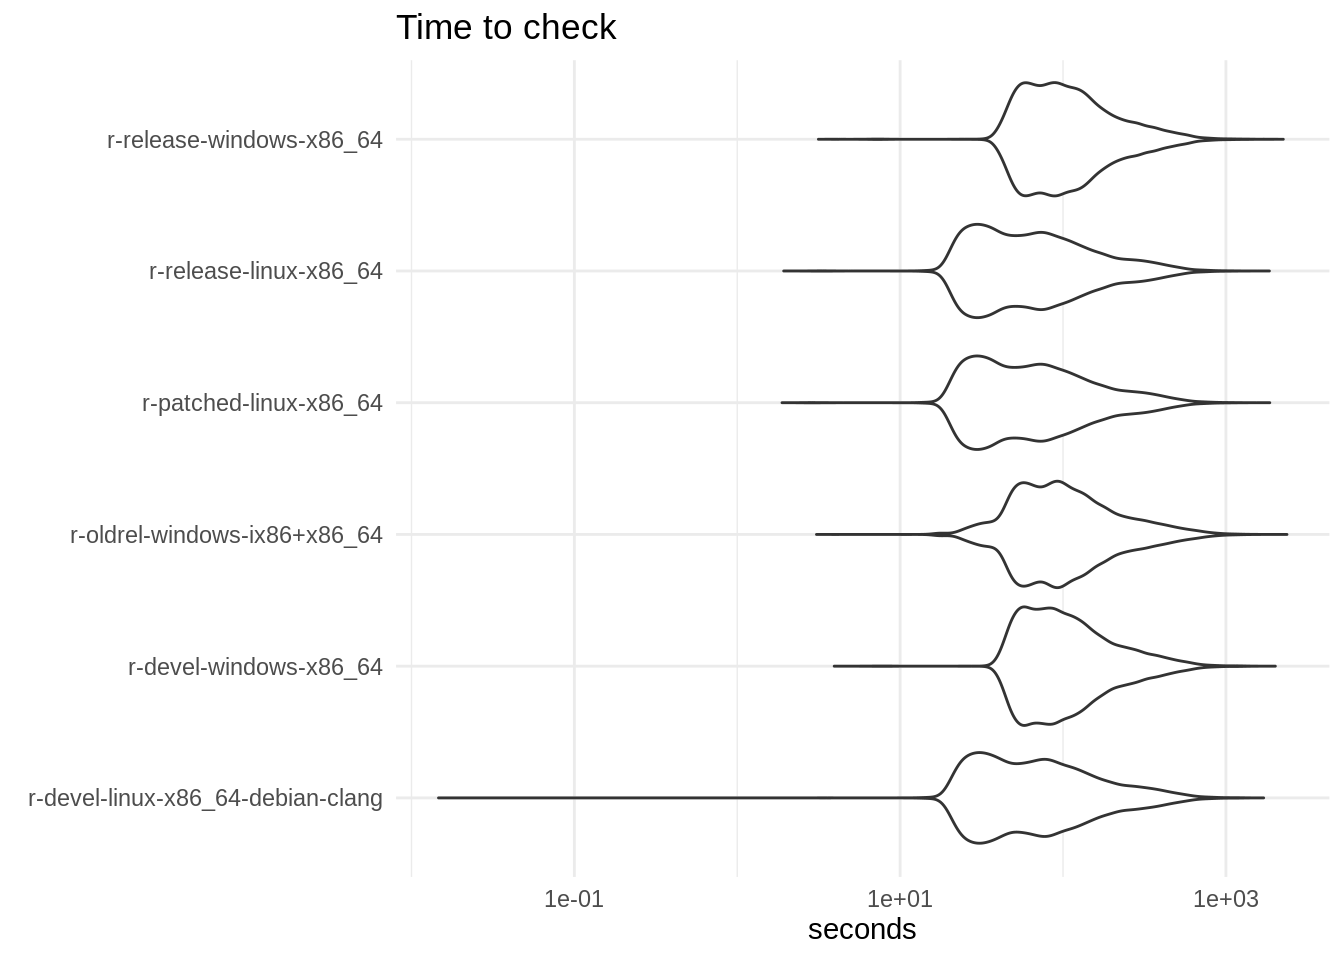 Time to check
r-release-windows-x86_64
r-release-linux-x86_64
r-patched-linux-x86_64
r-oldrel-windows-ix86+x86_64
r-devel-windows-x86_64
r-devel-linux-x86_64-debian-clang
1e-01 1e+01 1e+03
seconds